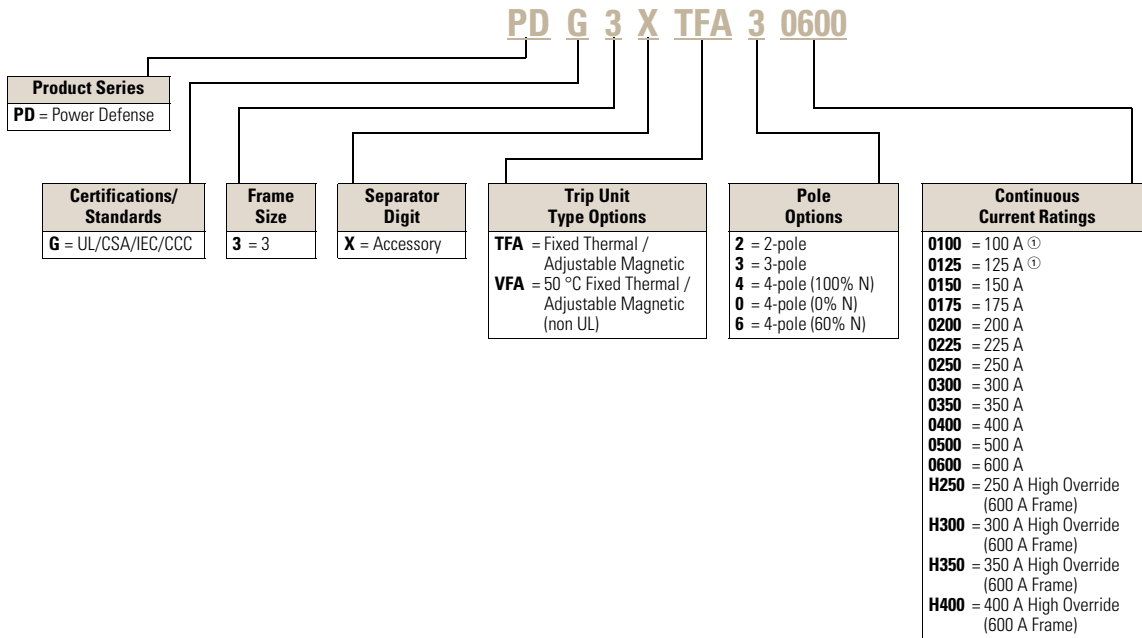 PD G 3 X TFA 3 0600
Product Series
PD = Power Defense
Certifications/
Standards
G = UL/CSA/IEC/CCC
Frame
Size
3 = 3
Separator
Digit
X = Accessory
Trip Unit
Type Options
TFA = Fixed Thermal /
Adjustable Magnetic
VFA = 50 °C Fixed Thermal /
Adjustable Magnetic
(non UL)
Pole
Options
2 = 2-pole
3 = 3-pole
4 = 4-pole (100% N)
0 = 4-pole (0% N)
6 = 4-pole (60% N)
Continuous
Current Ratings
0100 = 100 A ①
0125 = 125 A ①
0150 = 150 A
0175 = 175 A
0200 = 200 A
0225 = 225 A
0250 = 250 A
0300 = 300 A
0350 = 350 A
0400 = 400 A
0500 = 500 A
0600 = 600 A
H250 = 250 A High Override
(600 A Frame)
H300 = 300 A High Override
(600 A Frame)
H350 = 350 A High Override
(600 A Frame)
H400 = 400 A High Override
(600 A Frame)